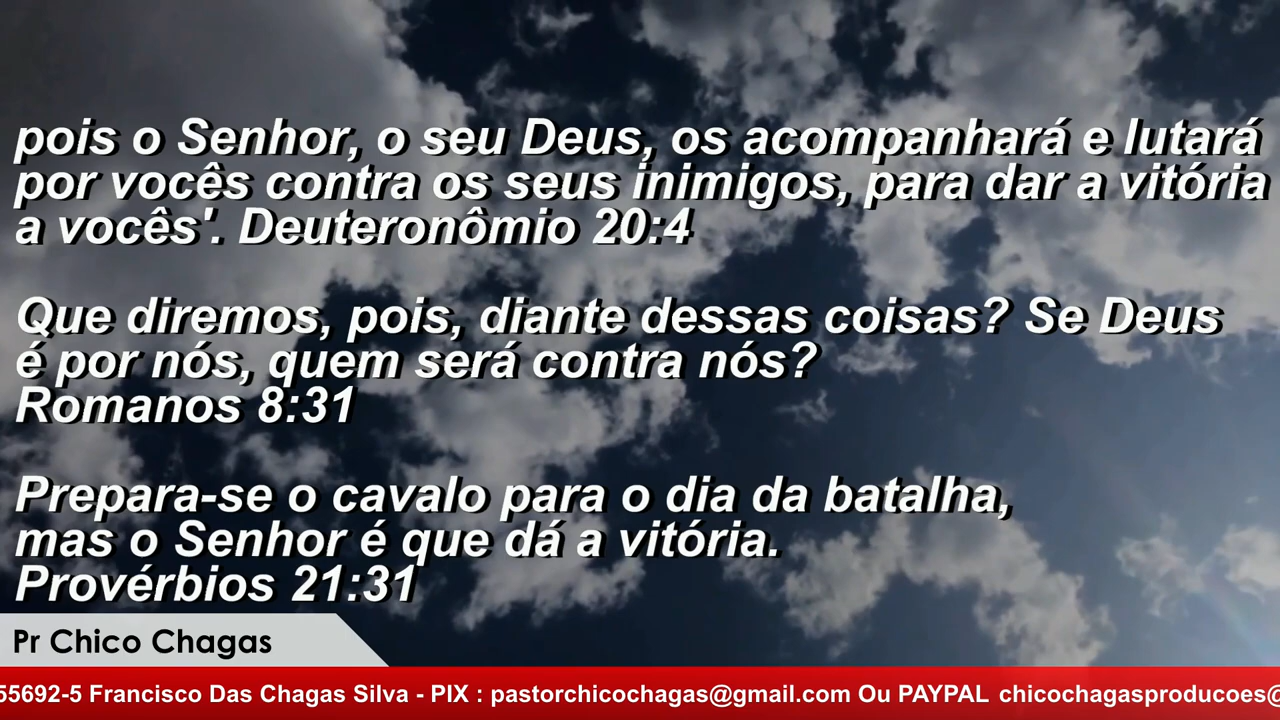 pois o Senhor, o seu Deus, os acompanhará e lutará
por vocês contra os seus inimigos, para dar a vitória
a vocês'. Deuteronômio 20:4
Que diremos, pois, diante dessas coisas? Se Deus
é por nós, quem será contra nós?
Romanos 8:31
Prepara-se o cavalo para o dia da batalha,
mas o Senhor é que dá a vitória.
Provérbios 21:31
Pr Chico Chagas
55692-5 Francisco Das Chagas Silva - PIX : pastorchicochagas@gmail.com Ou PAYPAL chicochagasproducoes@